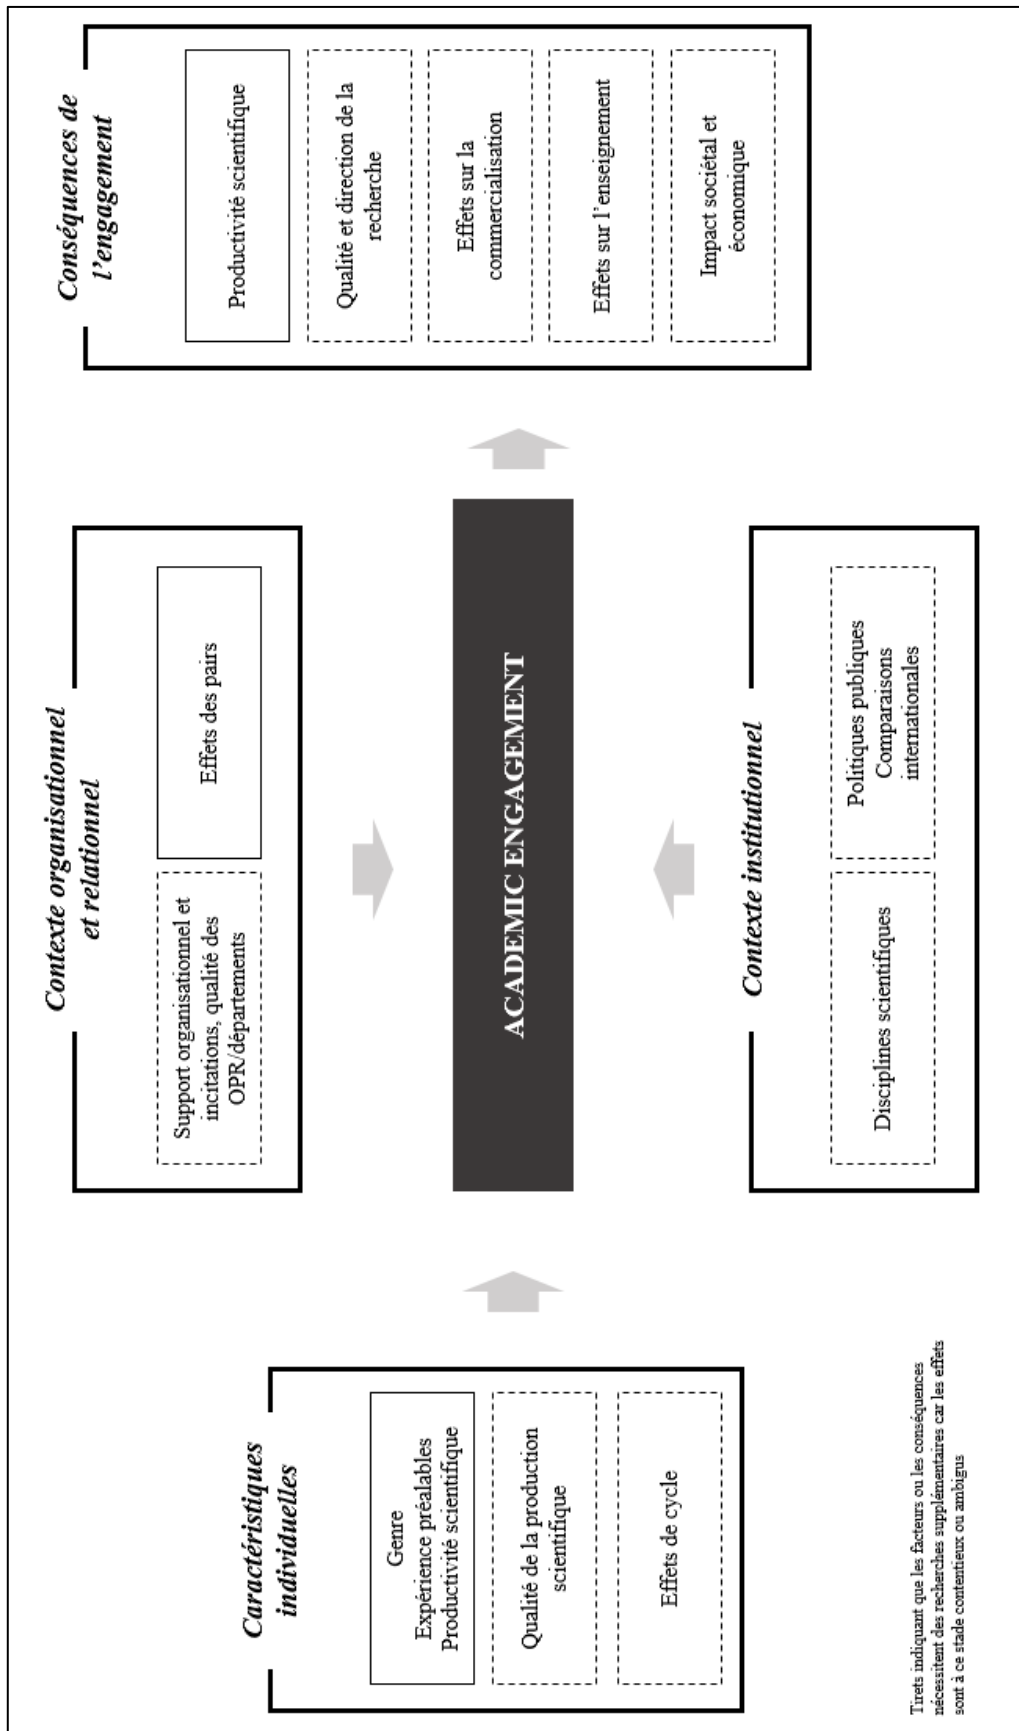 Caractéristiques
individuelles
Genre
Expérience préalables
Productivité scientifique
Qualité de la production
scientifique
Effets de cycle
Contexte organisationnel
et relationnel
Support organisationnel et
incitations, qualité des
OPR/départements
Effets des pairs
ACADEMIC ENGAGEMENT
Contexte institutionnel
Disciplines scientifiques
Politiques publiques
Comparaisons
internationales
Conséquences de
l'engagement
Productivité scientifique
Qualité et direction de la
recherche
Effets sur la
commercialisation
Effets sur l'enseignement
Impact sociétal et
économique
Tirets indiquant que les facteurs ou les conséquences
nécessitent des recherches supplémentaires car les effets
sont à ce stade contentieux ou ambigus